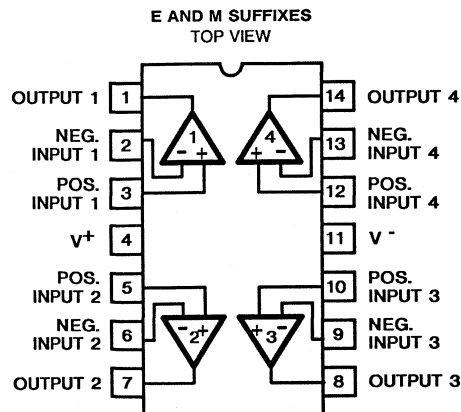 E AND M SUFFIXES
TOP VIEW
OUTPUT 1 1
NEG.
INPUT 1 2
POS.
INPUT 1 3
V+ 4
POS.
INPUT 2 5
NEG.
INPUT 2 6
OUTPUT 2 7
1
- +
4
+ -
- 2 +
+ 3 -
14 OUTPUT 4
13 NEG.
INPUT 4
12 POS.
INPUT 4
11 V -
10 POS.
INPUT 3
9 NEG.
INPUT 3
8 OUTPUT 3